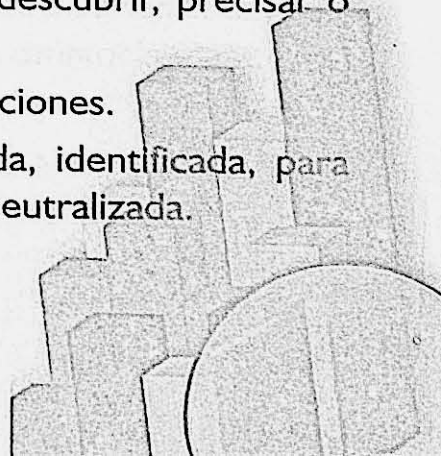 descubrir, precisar o
ciones.
da, identificada, para
eutralizada.